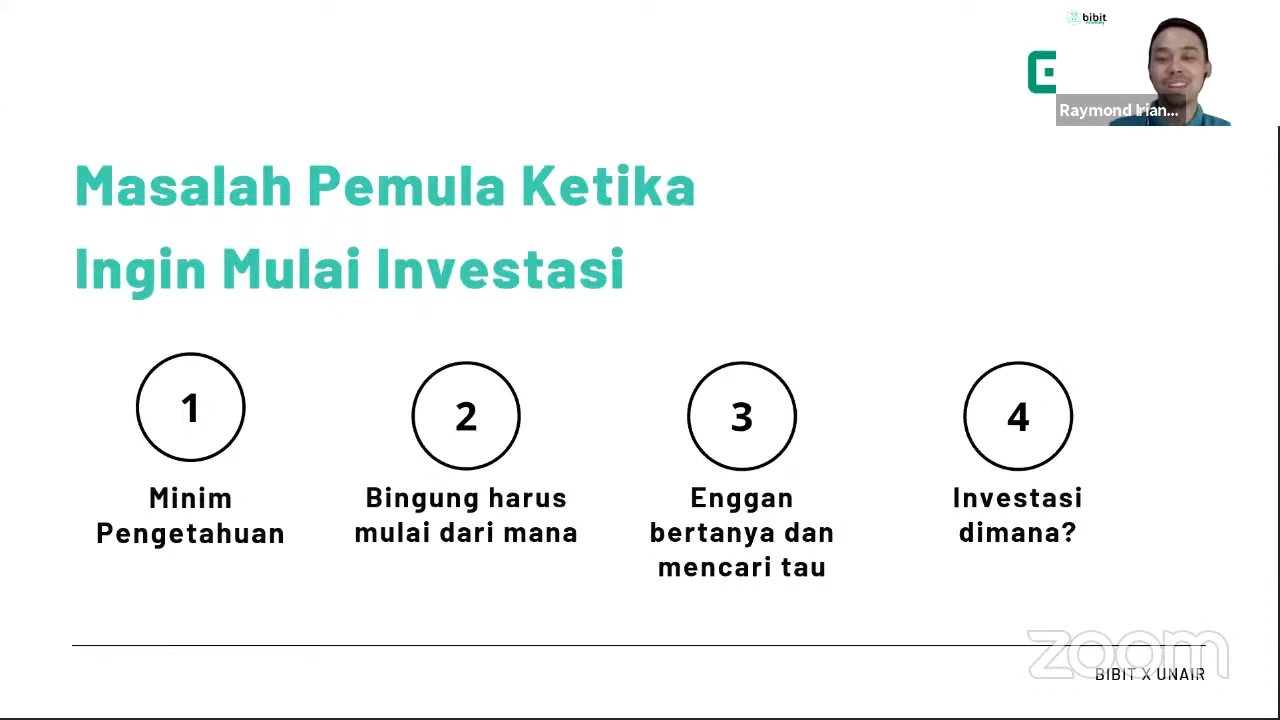 bibit
Raymond Irian...
Masalah Pemula Ketika
Ingin Mulai Investasi
1
Minim
Pengetahuan
2
Bingung harus
mulai dari mana
3
Enggan
bertanya dan
mencari tau
4
Investasi
dimana?
zoom
BIBIT X UNAIR